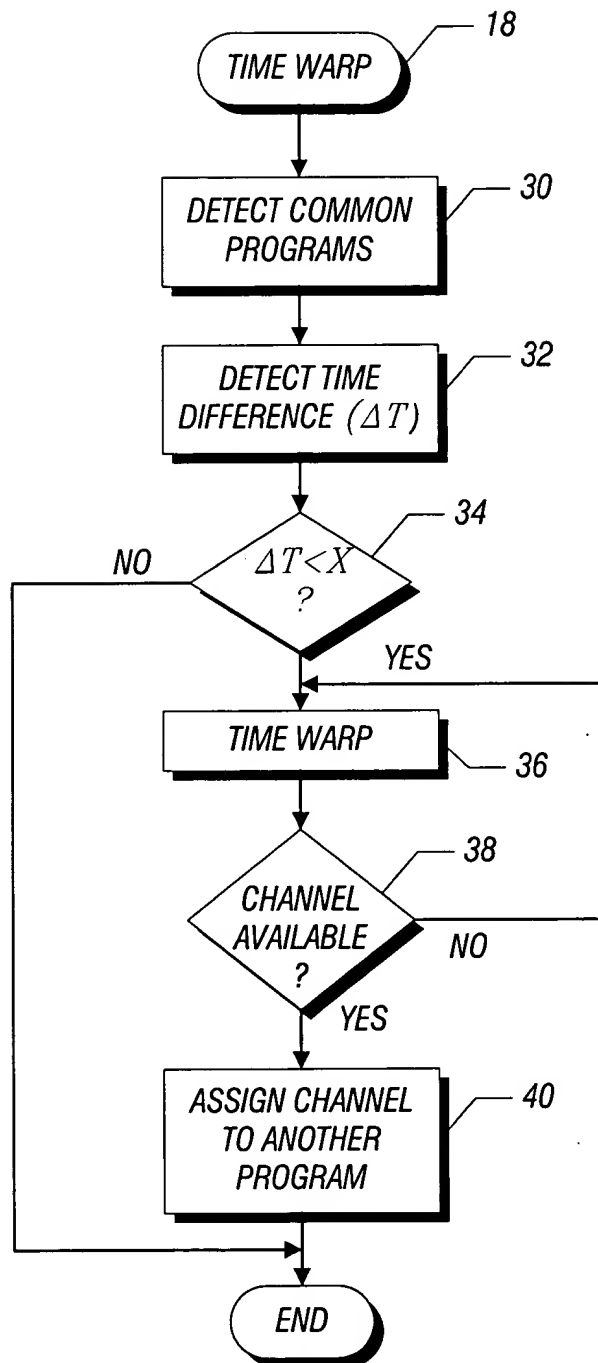 TIME WARP
18
DETECT COMMON
PROGRAMS
30
DETECT TIME
DIFFERENCE (ΔT)
32
ΔT<X
?
34
NO
YES
TIME WARP
36
CHANNEL
AVAILABLE
?
38
NO
YES
ASSIGN CHANNEL
TO ANOTHER
PROGRAM
40
END